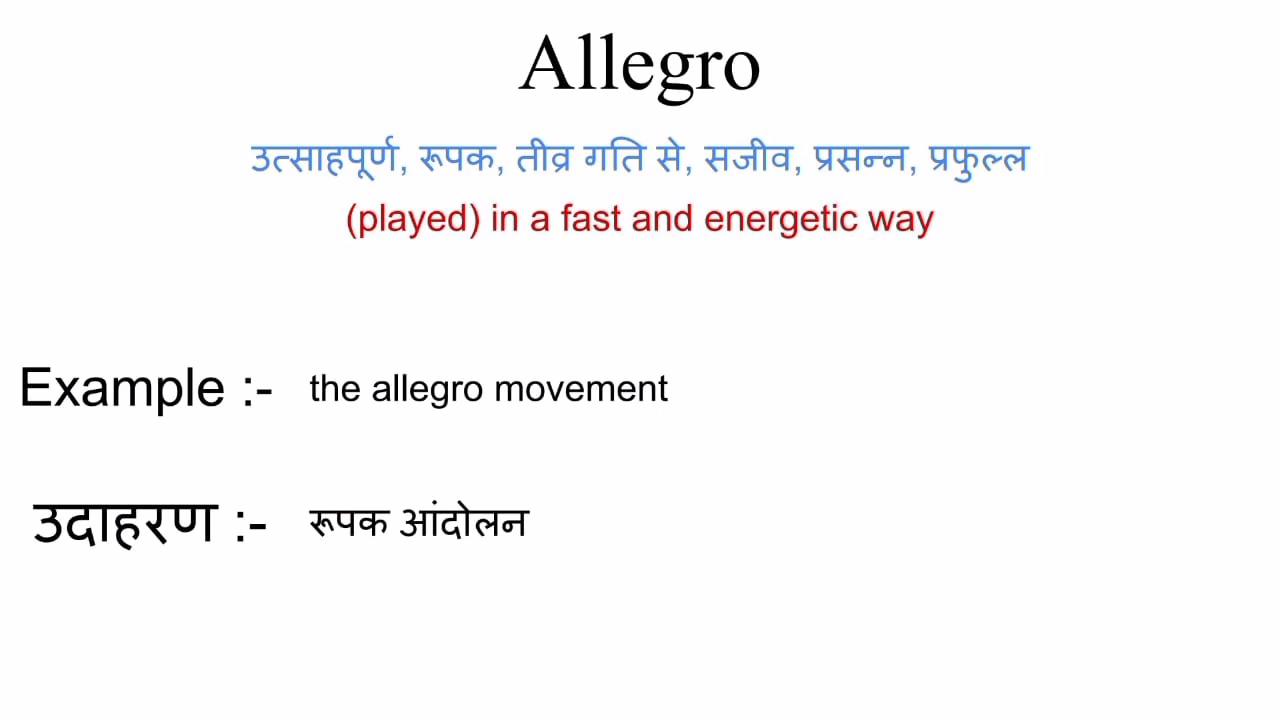 Allegro
उत्साहपूर्ण, रूपक, तीव्र गति से, सजीव, प्रसन्न, प्रफुल्ल
(played) in a fast and energetic way
Example :- the allegro movement
उदाहरण :- रूपक आंदोलन